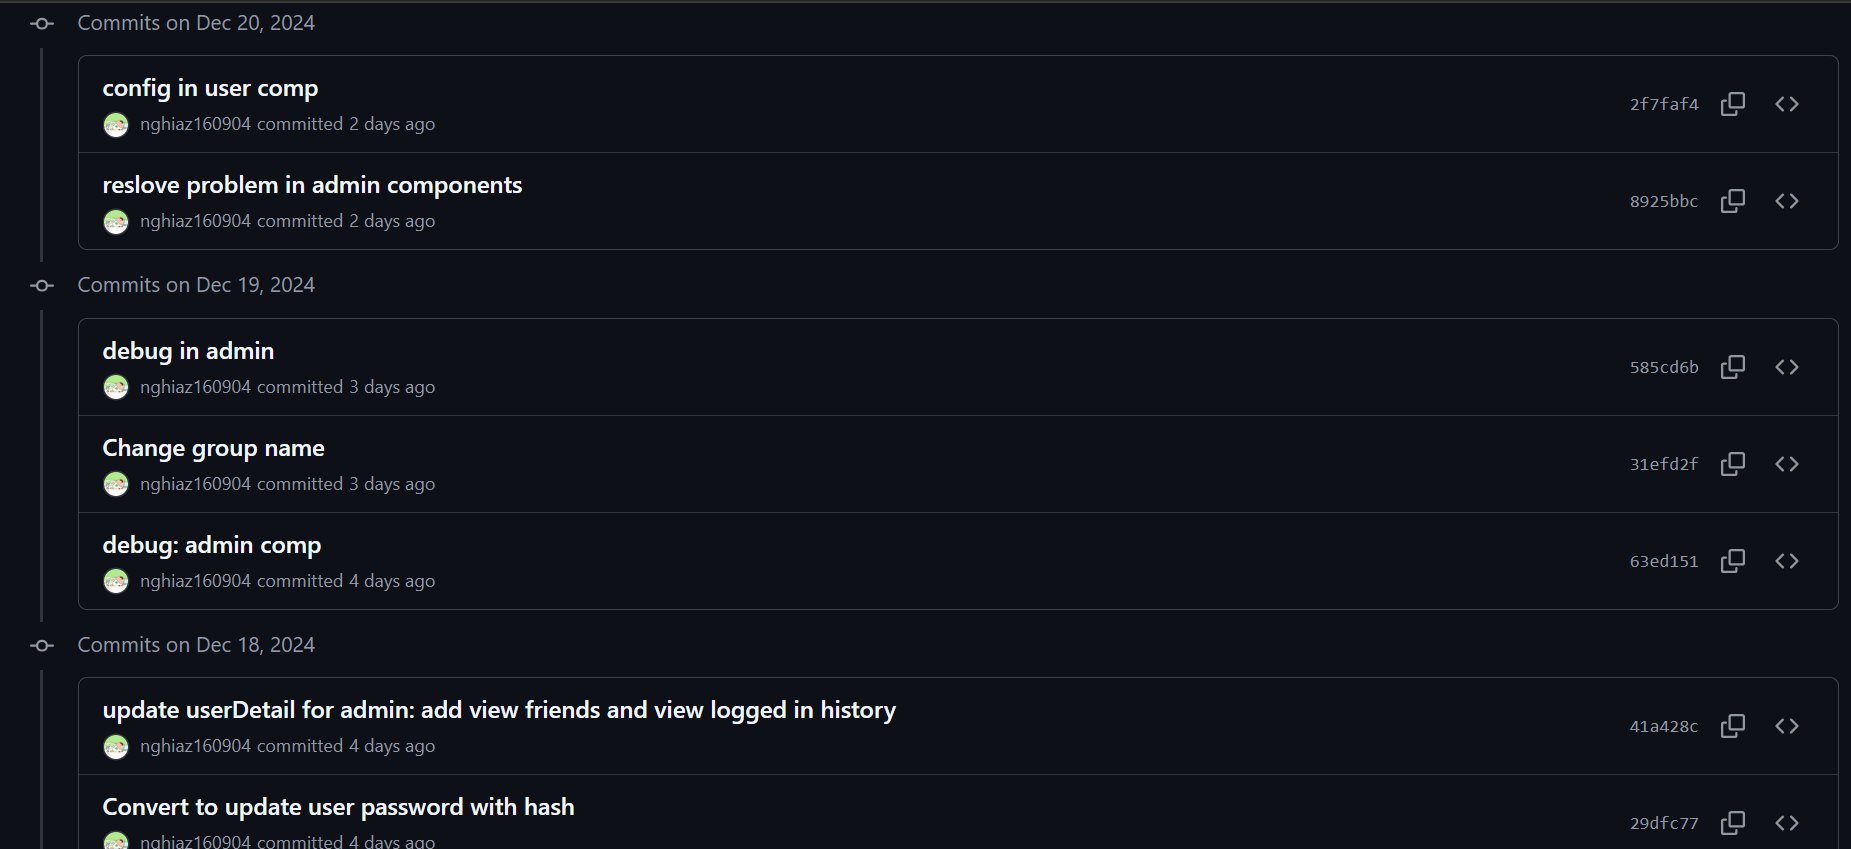 Commits on Dec 20, 2024
config in user comp
2f7faf4
nghiaz160904 committed 2 days ago
reslove problem in admin components
8925bbc
nghiaz160904 committed 2 days ago
Commits on Dec 19, 2024
debug in admin
585cd6b
nghiaz160904 committed 3 days ago
Change group name
31efd2f
nghiaz160904 committed 3 days ago
debug: admin comp
63ed151
nghiaz160904 committed 4 days ago
Commits on Dec 18, 2024
update userDetail for admin: add view friends and view logged in history
41a428c
nghiaz160904 committed 4 days ago
Convert to update user password with hash
29dfc77
nghiaz160904 committed 4 days ago